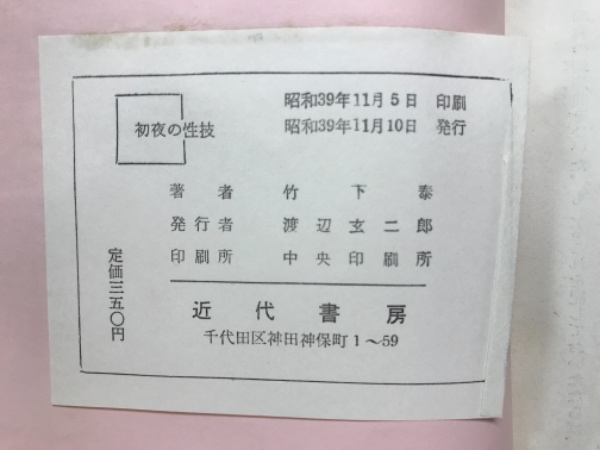 初夜の性技
昭和39年11月5日 印刷
昭和39年11月10日 発行
著者 竹下泰
発行者 渡辺玄二郎
印刷所 中央印刷所
定価三五〇円
近代書房
千代田区神田神保町1～59